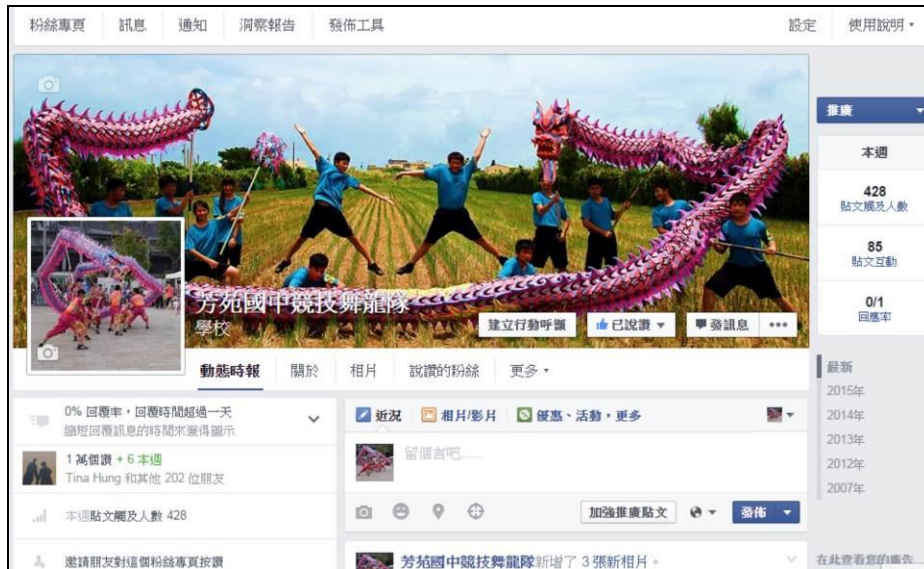 粉絲專頁 訊息 通知 洞察報告 發佈工具 設定 使用說明
芳苑國中競技舞龍隊
學校
建立行動呼籲 已說讚 發訊息
動態時報 關於 相片 說讚的粉絲 更多
0% 回覆率，回覆時間超過一天
縮短回覆訊息的時間來獲得圖示
1 萬個讚 + 6 本週
Tina Hung 和其他 202 位朋友
本週貼文觸及人數 428
邀請朋友對這個粉絲專頁按讚
近況 相片/影片 優惠、活動，更多
留個言吧......
加強推廣貼文 發佈
芳苑國中競技舞龍隊新增了 3 張新相片。
推廣
本週
428
貼文觸及人數
85
貼文互動
0/1
回應率
最新
2015年
2014年
2013年
2012年
2007年
在此查看您的廣告